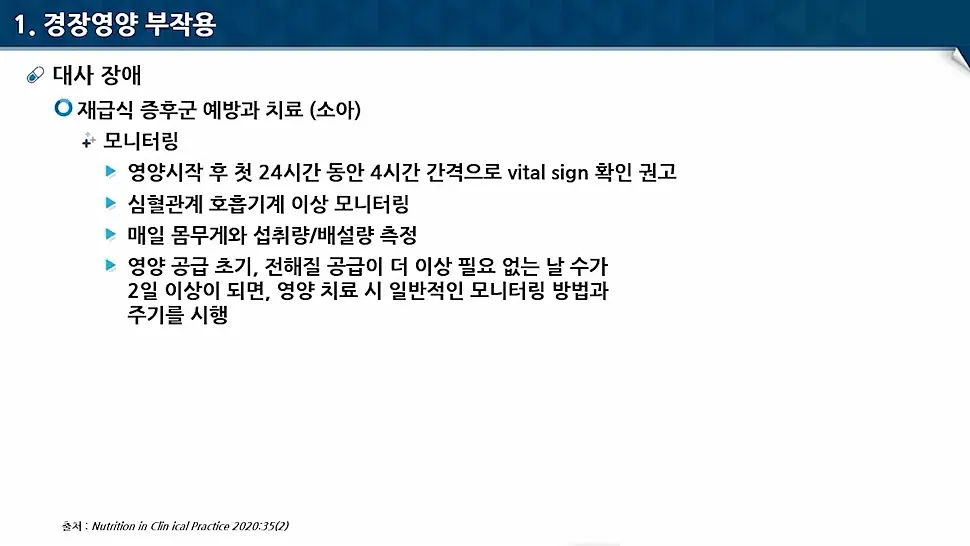 1. 경장영양 부작용
대사 장애
재급식 증후군 예방과 치료 (소아)
모니터링
영양시작 후 첫 24시간 동안 4시간 간격으로 vital sign 확인 권고
심혈관계 호흡기계 이상 모니터링
매일 몸무게와 섭취량/배설량 측정
영양 공급 초기, 전해질 공급이 더 이상 필요 없는 날 수가
2일 이상이 되면, 영양 치료 시 일반적인 모니터링 방법과
주기를 시행
출처 : Nutrition in Clin ical Practice 2020:35(2)